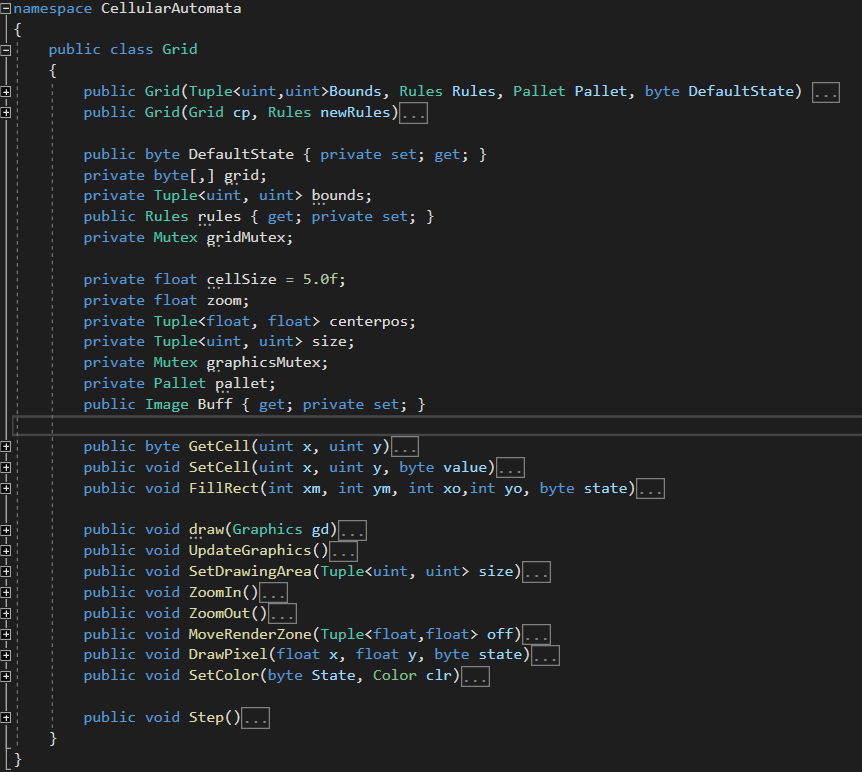 namespace CellularAutomata
{
    public class Grid
    {
        public Grid(Tuple<uint,uint>Bounds, Rules Rules, Pallet Pallet, byte DefaultState) ...
        public Grid(Grid cp, Rules newRules)...

        public byte DefaultState { private set; get; }
        private byte[,] grid;
        private Tuple<uint, uint> bounds;
        public Rules rules { get; private set; }
        private Mutex gridMutex;

        private float cellSize = 5.0f;
        private float zoom;
        private Tuple<float, float> centerpos;
        private Tuple<uint, uint> size;
        private Mutex graphicsMutex;
        private Pallet pallet;
        public Image Buff { get; private set; }

        public byte GetCell(uint x, uint y)...
        public void SetCell(uint x, uint y, byte value)...
        public void FillRect(int xm, int ym, int xo,int yo, byte state)...

        public void draw(Graphics gd)...
        public void UpdateGraphics()...
        public void SetDrawingArea(Tuple<uint, uint> size)...
        public void ZoomIn()...
        public void ZoomOut()...
        public void MoveRenderZone(Tuple<float,float> off)...
        public void DrawPixel(float x, float y, byte state)...
        public void SetColor(byte State, Color clr)...

        public void Step()...
    }
}